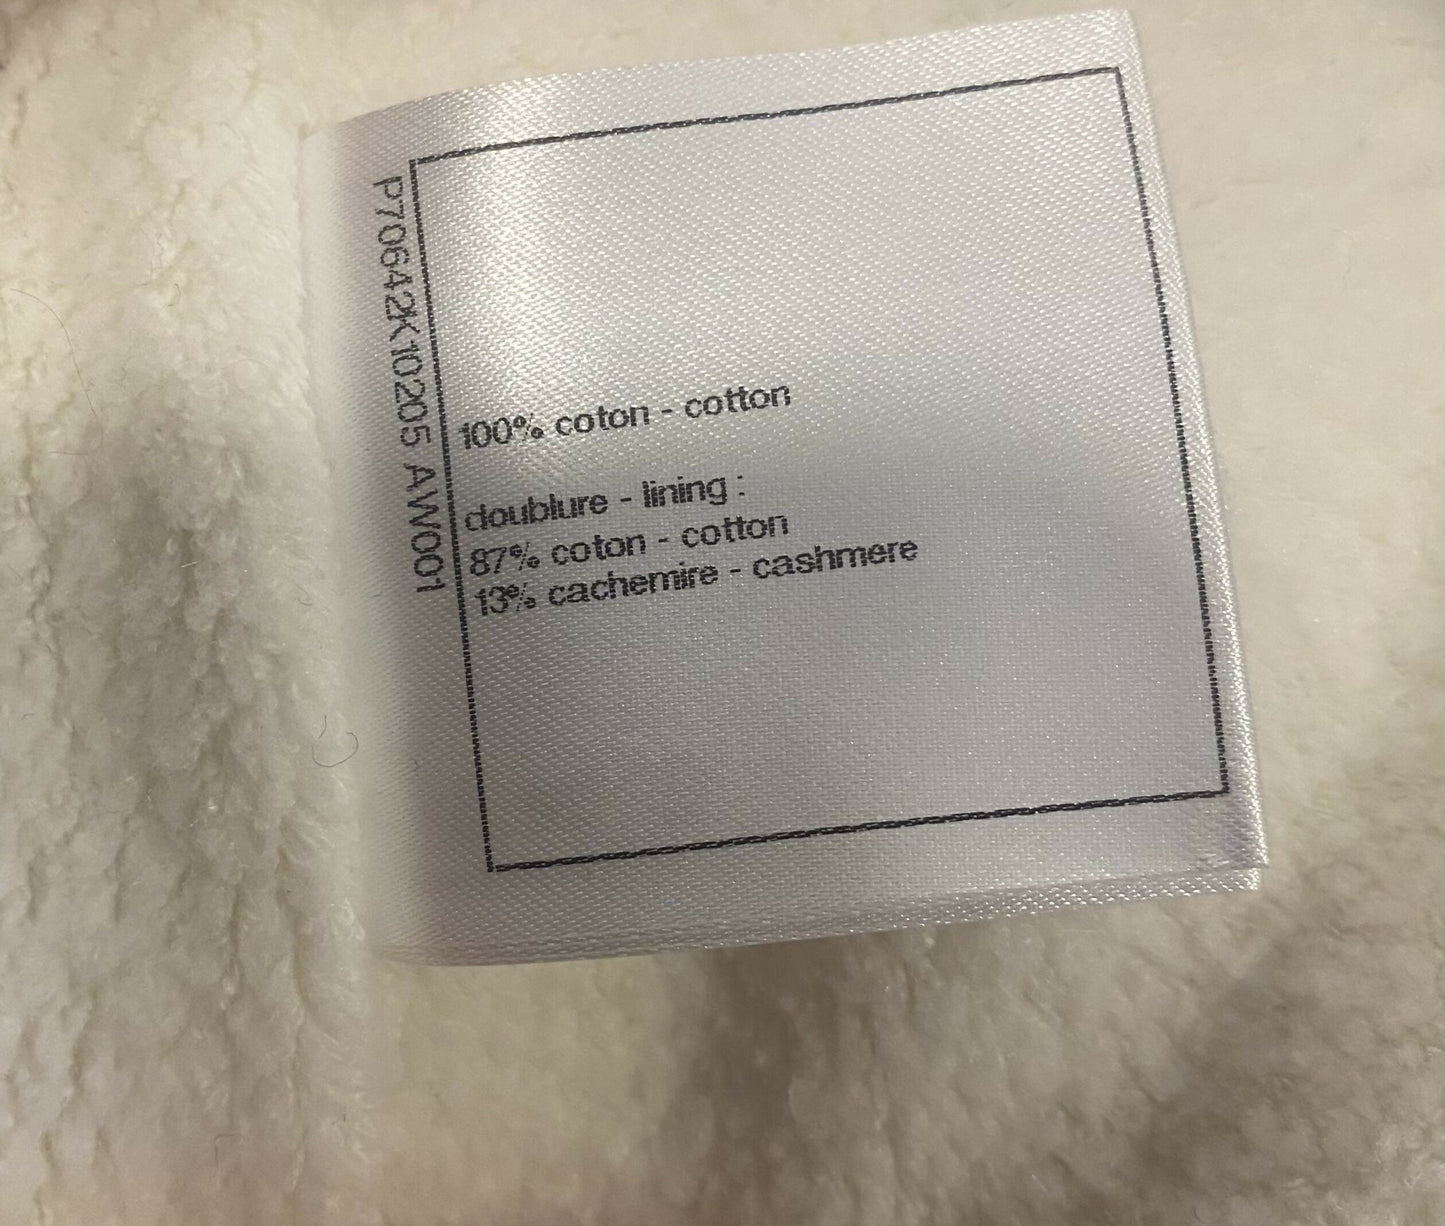 P70642K10205 AW001
100% coton - cotton
doublure - lining :
87% coton - cotton
13% cachemire - cashmere